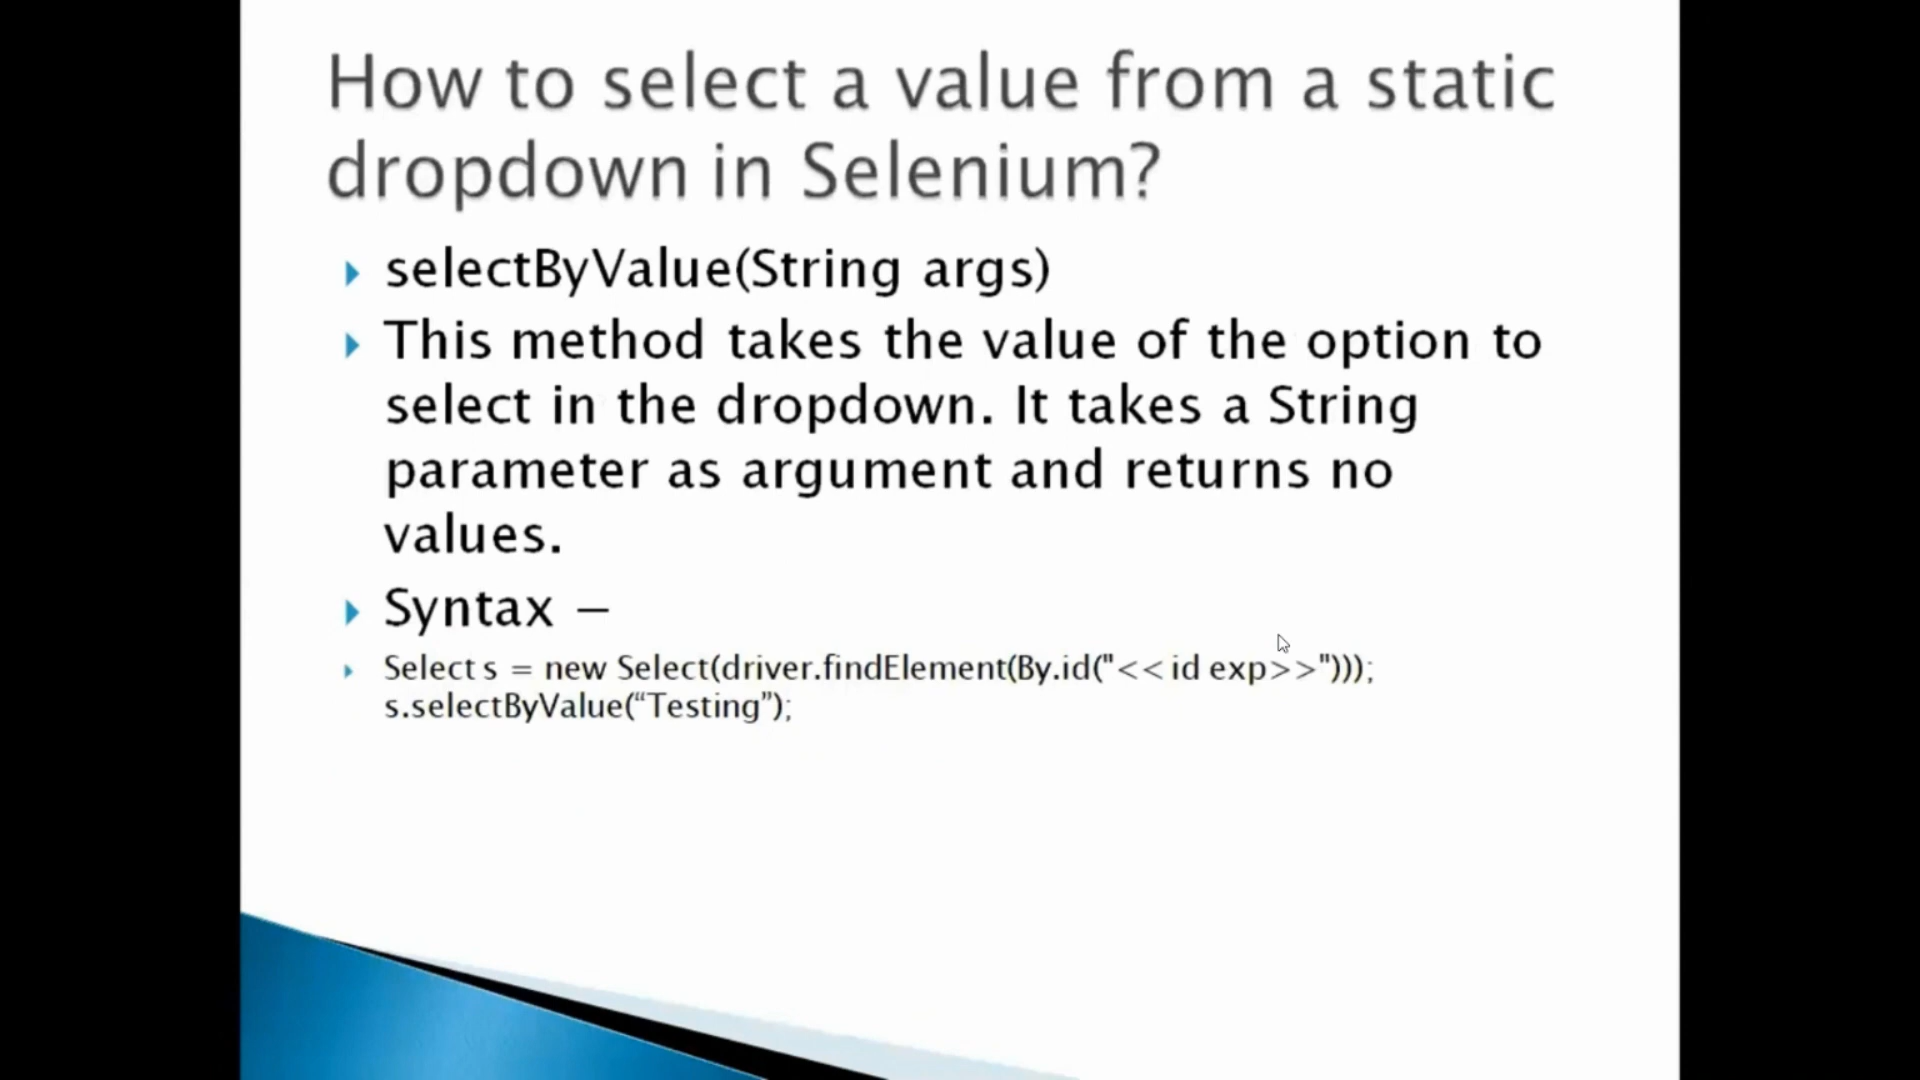 How to select a value from a static
dropdown in Selenium?
selectByValue(String args)
This method takes the value of the option to
select in the dropdown. It takes a String
parameter as argument and returns no
values.
Syntax –
Select s = new Select(driver.findElement(By.id("<< id exp>>")));
s.selectByValue(“Testing”);